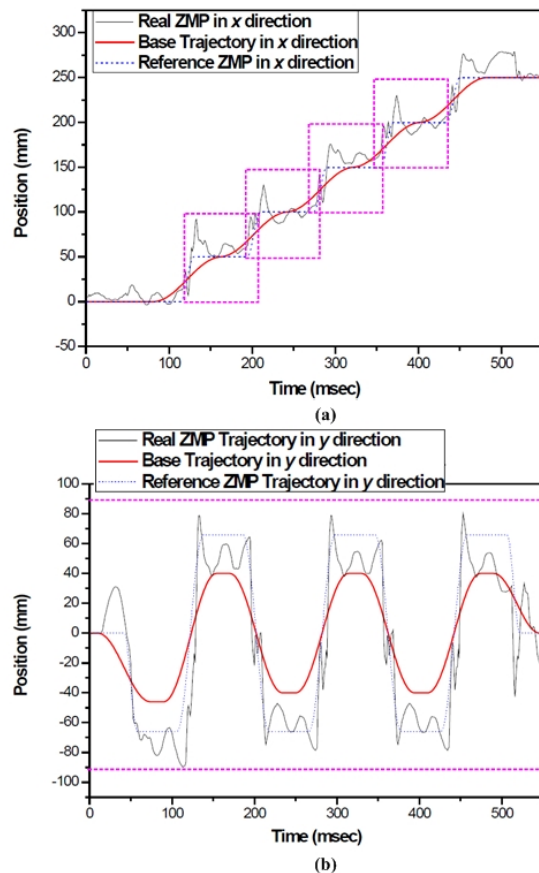 Real ZMP in x direction
Base Trajectory in x direction
Reference ZMP in x direction
300
250
200
150
100
50
0
-50
Position (mm)
0 100 200 300 400 500
Time (msec)
(a)
Real ZMP Trajectory in y direction
Base Trajectory in y direction
Reference ZMP Trajectory in y direction
100
80
60
40
20
0
-20
-40
-60
-80
-100
Position (mm)
0 100 200 300 400 500
Time (msec)
(b)